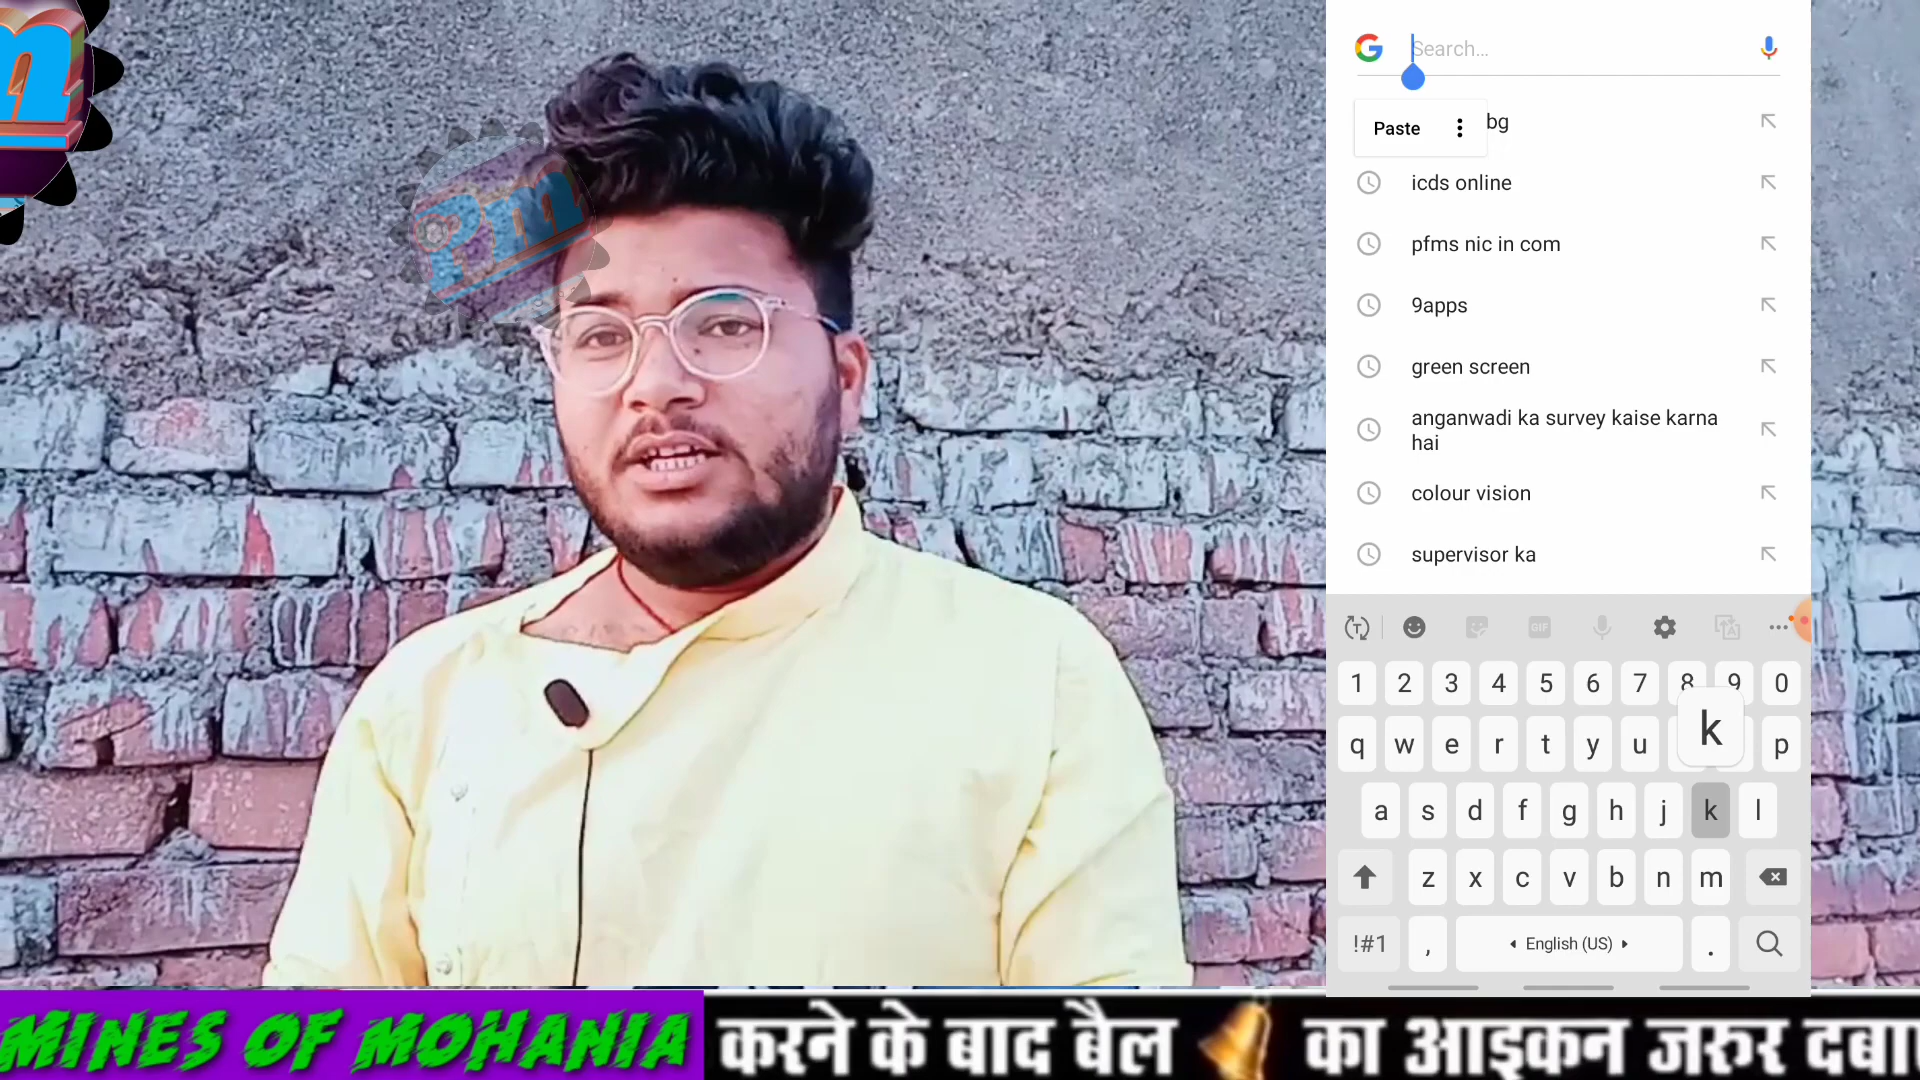 Pm
Search...
Paste
bg
icds online
pfms nic in com
9apps
green screen
anganwadi ka survey kaise karna
hai
colour vision
supervisor ka
GIF
1 2 3 4 5 6 7 8 9 0
q w e r t y u k p
a s d f g h j k l
z x c v b n m
!#1 , English (US) .
MINES OF MOHANIA करने के बाद बैल का आइकन जरुर दबा